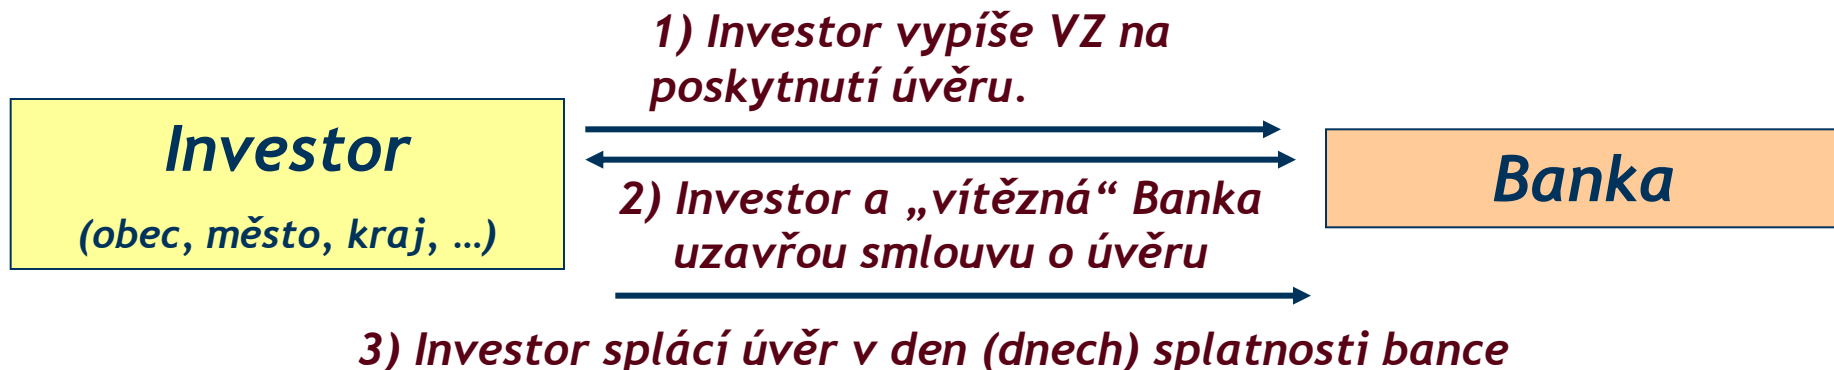 1) Investor vypíše VZ na
poskytnutí úvěru.
Investor
(obec, město, kraj, …)
Banka
2) Investor a „vítězná“ Banka
uzavřou smlouvu o úvěru
3) Investor splácí úvěr v den (dnech) splatnosti bance